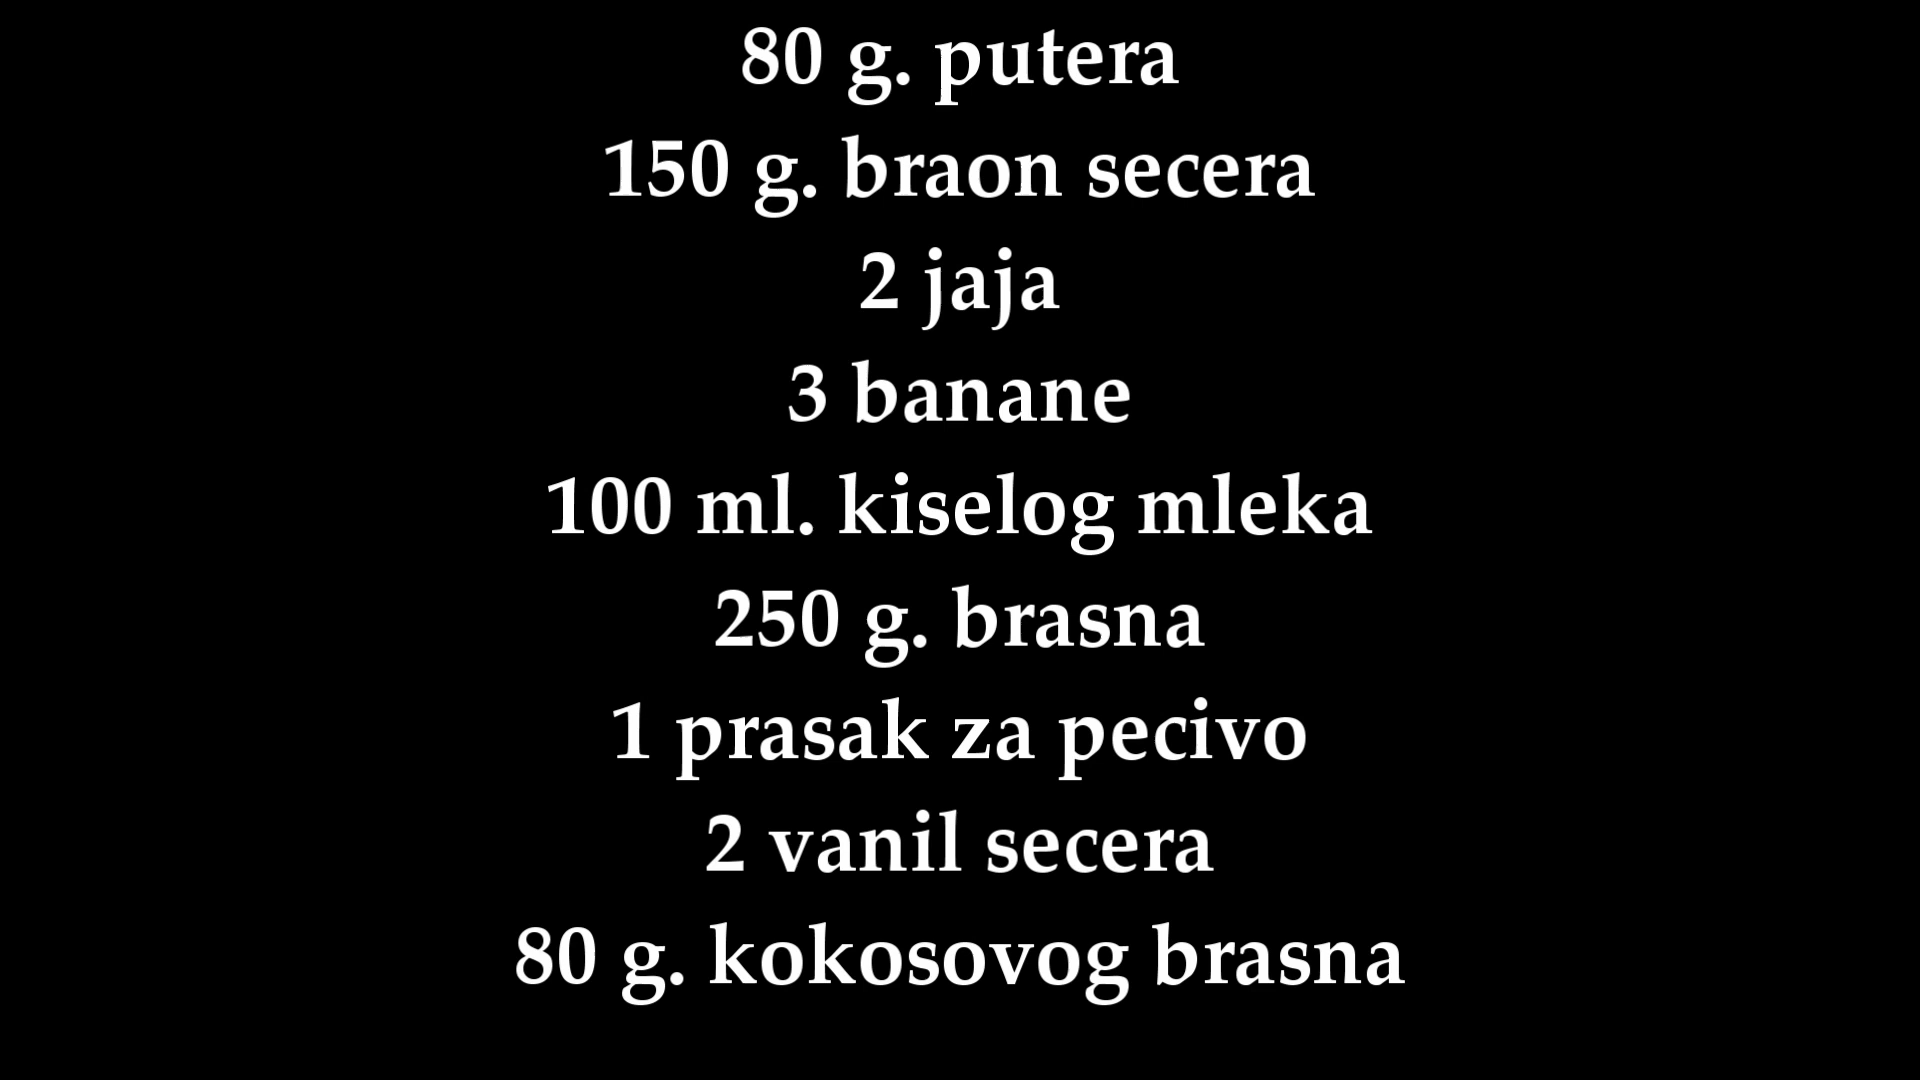 80 g. putera
150 g. braon secera
2 jaja
3 banane
100 ml. kiselog mleka
250 g. brasna
1 prasak za pecivo
2 vanil secera
80 g. kokosovog brasna